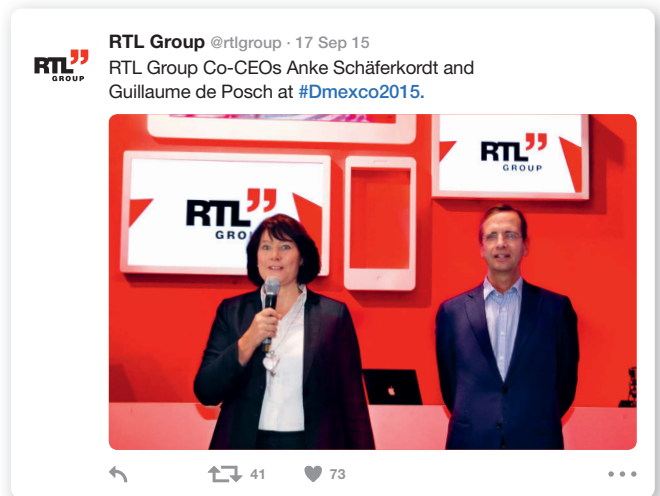 RTL Group @rtlgroup · 17 Sep 15
RTL GROUP
RTL Group Co-CEOs Anke Schäferkordt and
Guillaume de Posch at #Dmexco2015.
RTL
GROUP
RTL
GRO
41 73